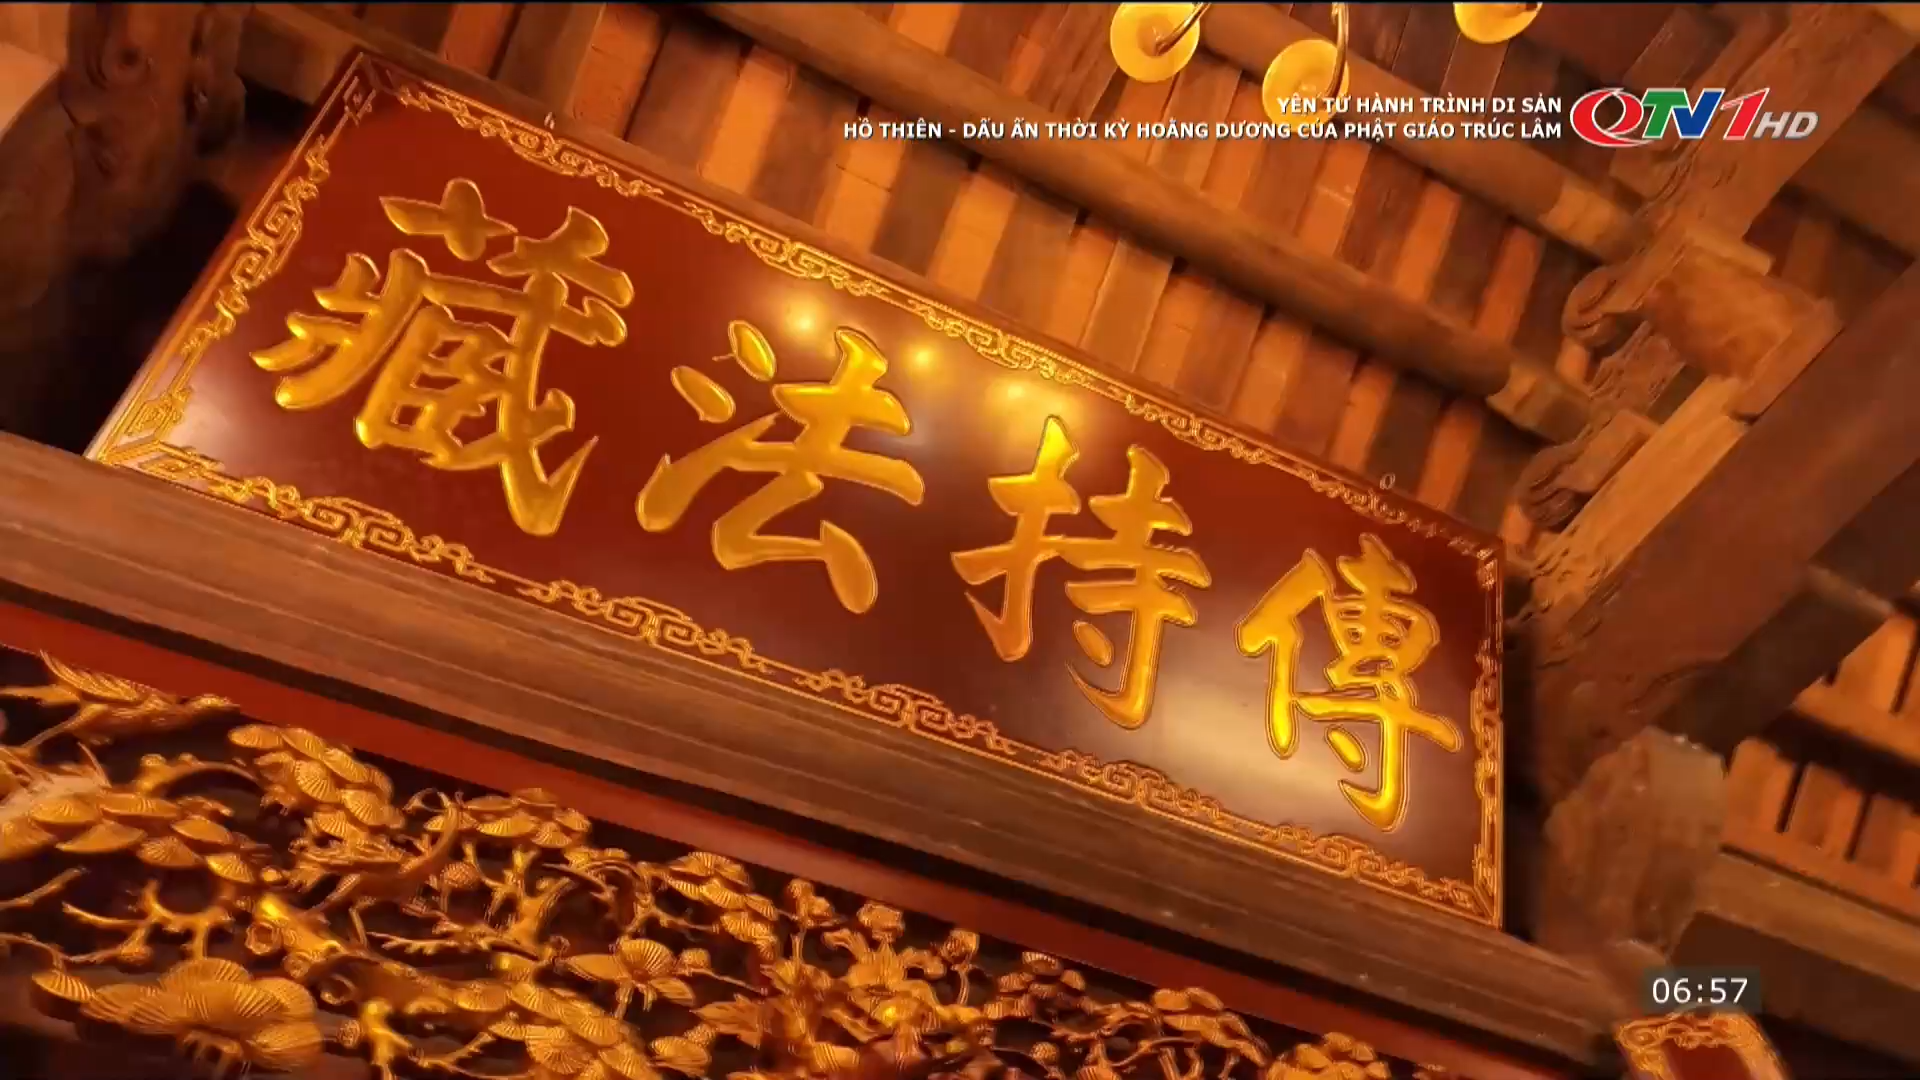 YÊN TỬ HÀNH TRÌNH DI SẢN
HỒ THIÊN - DẤU ẤN THỜI KỲ HOẰNG DƯƠNG CỦA PHẬT GIÁO TRÚC LÂM
QTV1HD
藏法持傳
06:57